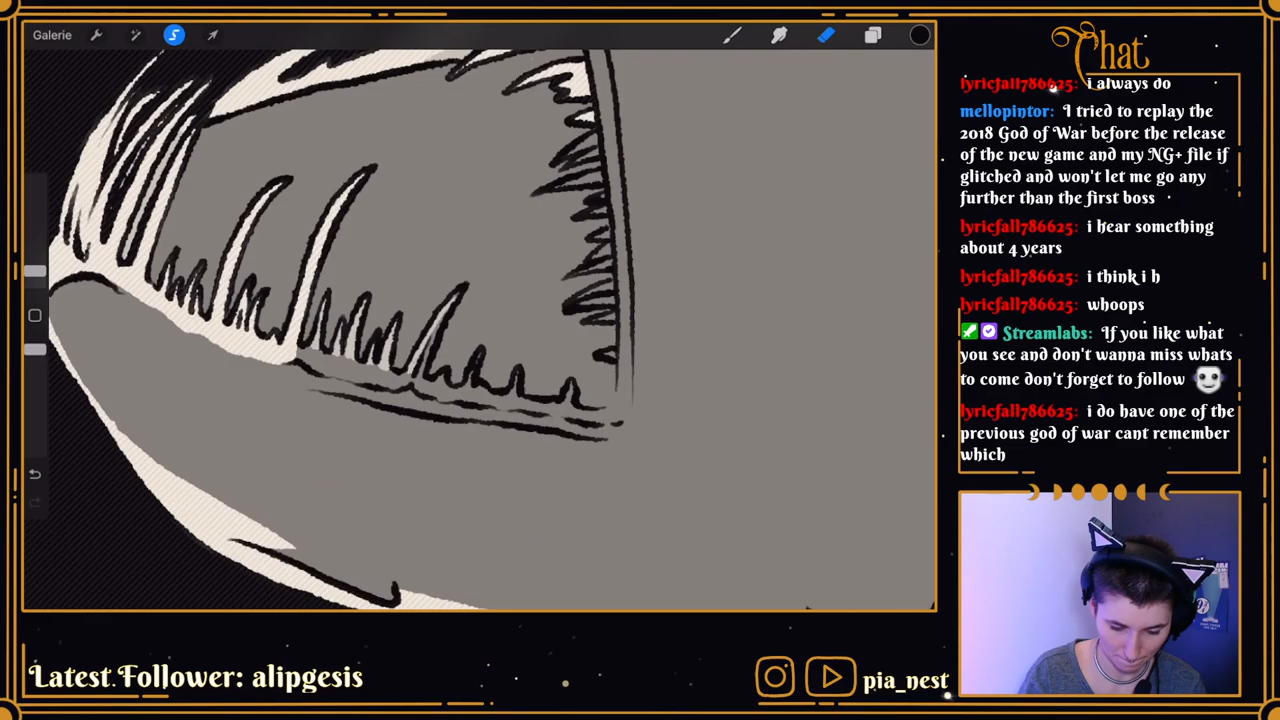 Galerie
Chat
lyricfall786625: i always do
mellopintor: I tried to replay the
2018 God of War before the release
of the new game and my NG+ file if
glitched and won't let me go any
further than the first boss
lyricfall786625: i hear something
about 4 years
lyricfall786625: i think i h
lyricfall786625: whoops
Streamlabs: If you like what
you see and don't wanna miss whats
to come don't forget to follow
lyricfall786625: i do have one of the
previous god of war cant remember
which
Latest Follower: alipgesis
pia_nest